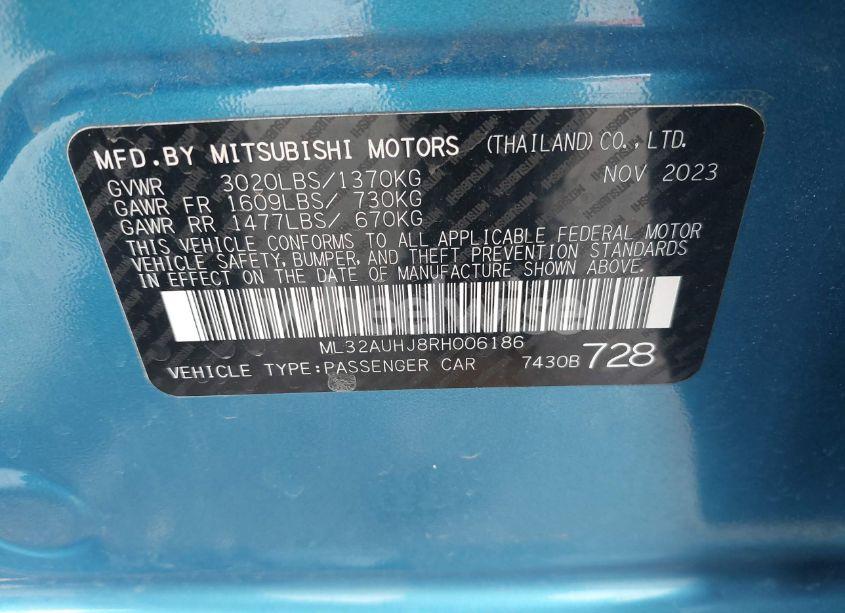 MFD.BY MITSUBISHI MOTORS (THAILAND) CO.,LTD.
GVWR 3020LBS/1370KG NOV 2023
GAWR FR 1609LBS/ 730KG
GAWR RR 1477LBS/ 670KG
THIS VEHICLE CONFORMS TO ALL APPLICABLE FEDERAL MOTOR
VEHICLE SAFETY, BUMPER, AND THEFT PREVENTION STANDARDS
IN EFFECT ON THE DATE OF MANUFACTURE SHOWN ABOVE.
ML32AUHJ8RH006186
VEHICLE TYPE:PASSENGER CAR 7430B 728